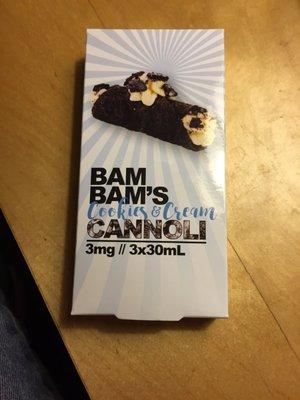 BAM
BAM'S
Cookies & Cream
CANNOLI
3mg // 3x30mL